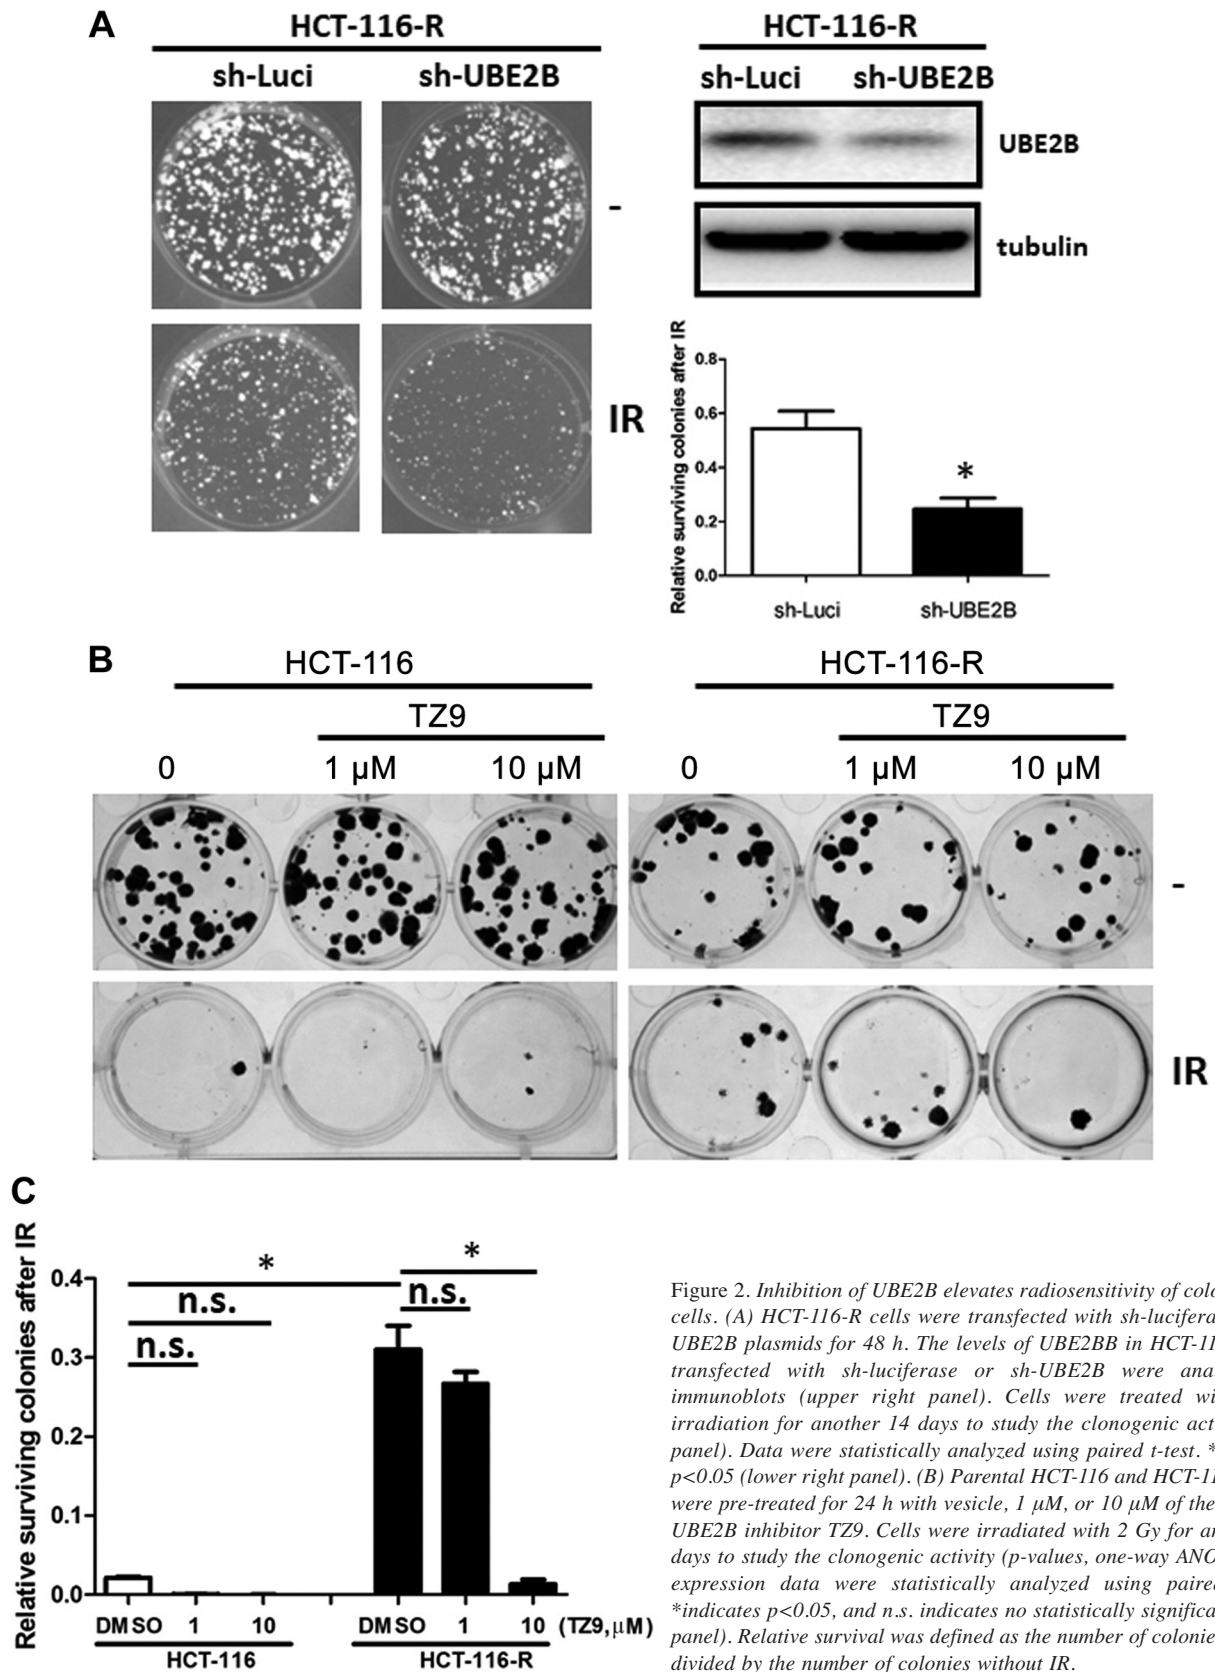 A
HCT-116-R
HCT-116-R
sh-Luci sh-UBE2B
sh-Luci sh-UBE2B
UBE2B
-
tubulin
IR
Relative surviving colonies after IR
0.8
0.6
0.4
0.2
0.0
*
sh-Luci sh-UBE2B
B
HCT-116
HCT-116-R
TZ9
TZ9
0 1 µM 10 µM
0 1 µM 10 µM
-
IR
C
Relative surviving colonies after IR
0.4
0.3
0.2
0.1
0.0
*
*
n.s.
n.s.
n.s.
DMSO 1 10 DMSO 1 10 (TZ9,µM)
HCT-116 HCT-116-R
Figure 2. Inhibition of UBE2B elevates radiosensitivity of colo
cells. (A) HCT-116-R cells were transfected with sh-lucifera
UBE2B plasmids for 48 h. The levels of UBE2BB in HCT-11
transfected with sh-luciferase or sh-UBE2B were ana
immunoblots (upper right panel). Cells were treated wi
irradiation for another 14 days to study the clonogenic act
panel). Data were statistically analyzed using paired t-test. *
p<0.05 (lower right panel). (B) Parental HCT-116 and HCT-11
were pre-treated for 24 h with vesicle, 1 µM, or 10 µM of the
UBE2B inhibitor TZ9. Cells were irradiated with 2 Gy for an
days to study the clonogenic activity (p-values, one-way ANO
expression data were statistically analyzed using paired
*indicates p<0.05, and n.s. indicates no statistically significa
panel). Relative survival was defined as the number of colonie
divided by the number of colonies without IR.